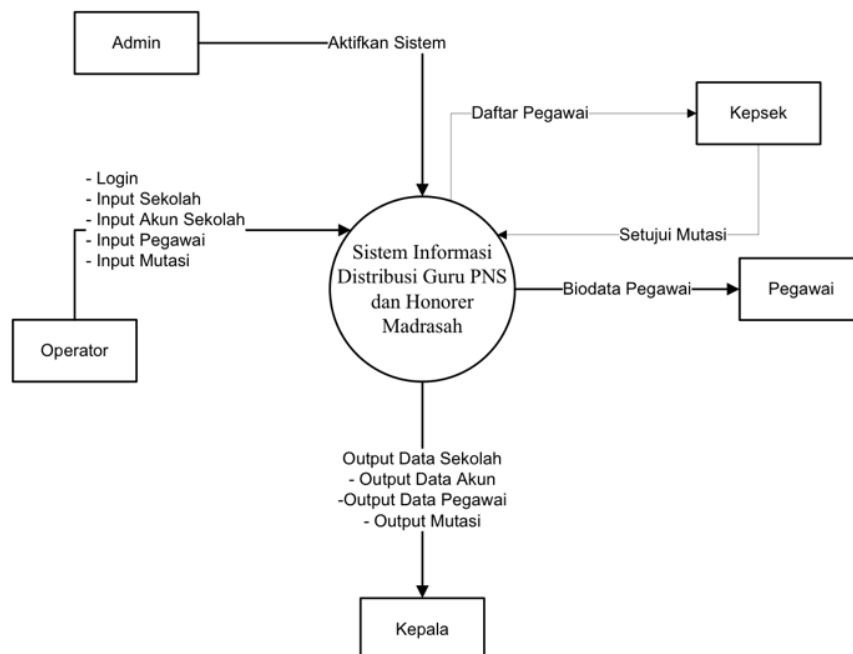 Admin
Aktifkan Sistem
Daftar Pegawai
Kepsek
- Login
- Input Sekolah
- Input Akun Sekolah
- Input Pegawai
- Input Mutasi
Setujui Mutasi
Sistem Informasi
Distribusi Guru PNS
dan Honorer
Madrasah
Biodata Pegawai
Pegawai
Operator
Output Data Sekolah
- Output Data Akun
-Output Data Pegawai
- Output Mutasi
Kepala